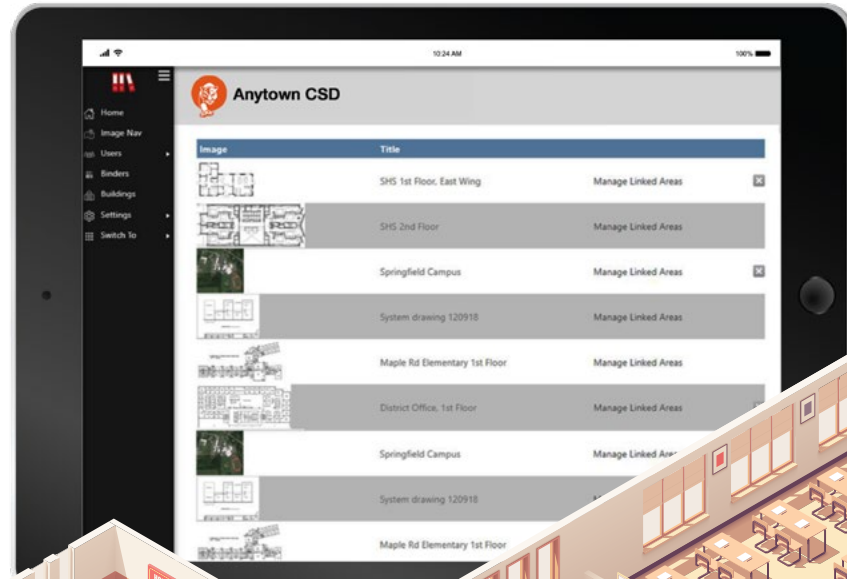 10:24 AM
100%
Anytown CSD
Home
Image Nav
Users
Binders
Buildings
Settings
Switch To
Image Title
SHS 1st Floor, East Wing Manage Linked Areas
SHS 2nd Floor Manage Linked Areas
Springfield Campus Manage Linked Areas
System drawing 120918 Manage Linked Areas
Maple Rd Elementary 1st Floor Manage Linked Areas
District Office, 1st Floor Manage Linked Areas
Springfield Campus Manage Linked
System drawing 120918
Maple Rd Elementary 1st Floor